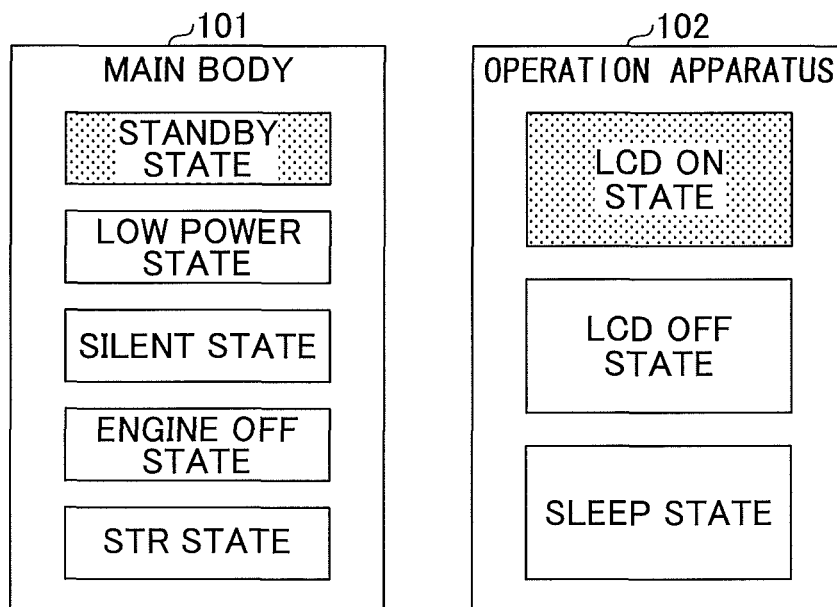 101
MAIN BODY
STANDBY
STATE
LOW POWER
STATE
SILENT STATE
ENGINE OFF
STATE
STR STATE
102
OPERATION APPARATUS
LCD ON
STATE
LCD OFF
STATE
SLEEP STATE